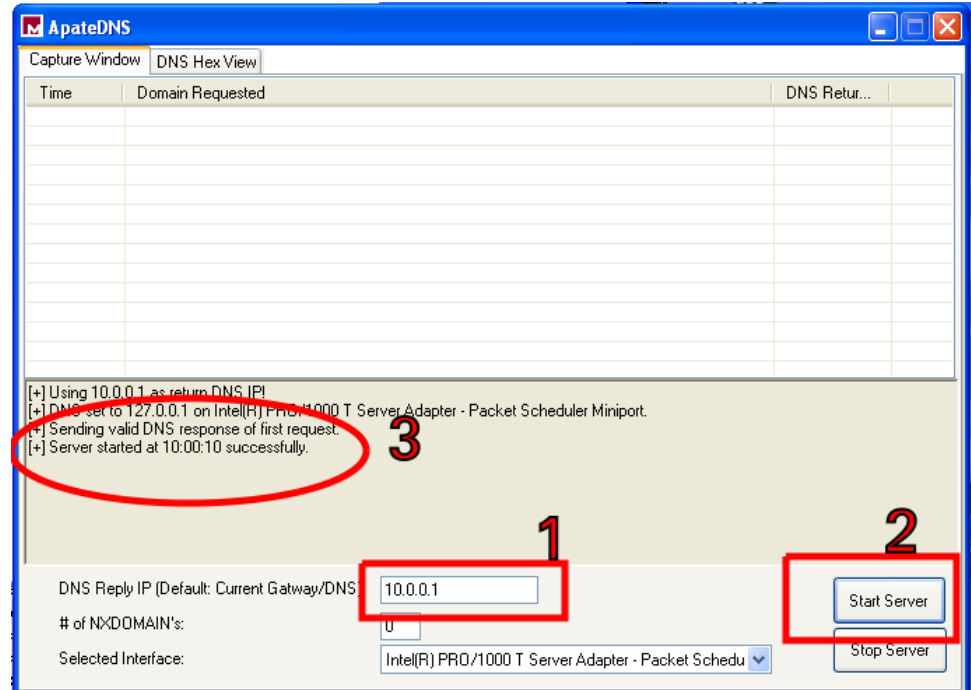 ApateDNS
Capture Window DNS Hex View
Time Domain Requested DNS Retur...
[+] Using 10.0.0.1 as return DNS IP!
[+] DNS set to 127.0.0.1 on Intel(R) PRO/1000 T Server Adapter - Packet Scheduler Miniport.
[+] Sending valid DNS response of first request.
[+] Server started at 10:00:10 successfully.
3
1
2
DNS Reply IP (Default: Current Gatway/DNS) 10.0.0.1 Start Server
# of NXDOMAIN's: 0
Selected Interface: Intel(R) PRO/1000 T Server Adapter - Packet Schedu Stop Server